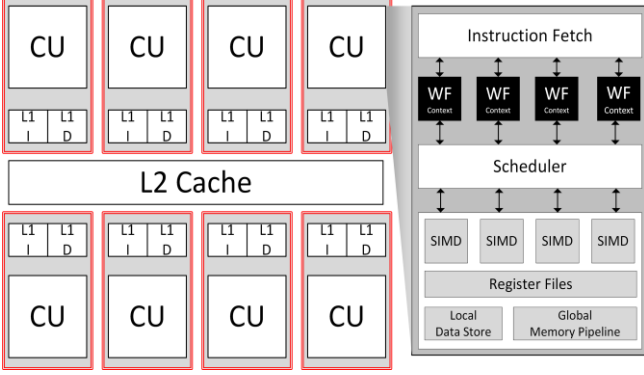 CU CU CU CU
L1 I L1 D L1 I L1 D L1 I L1 D L1 I L1 D
L2 Cache
L1 I L1 D L1 I L1 D L1 I L1 D L1 I L1 D
CU CU CU CU
Instruction Fetch
WF WF WF WF
Context Context Context Context
Scheduler
SIMD SIMD SIMD SIMD
Register Files
Local
Data Store
Global
Memory Pipeline